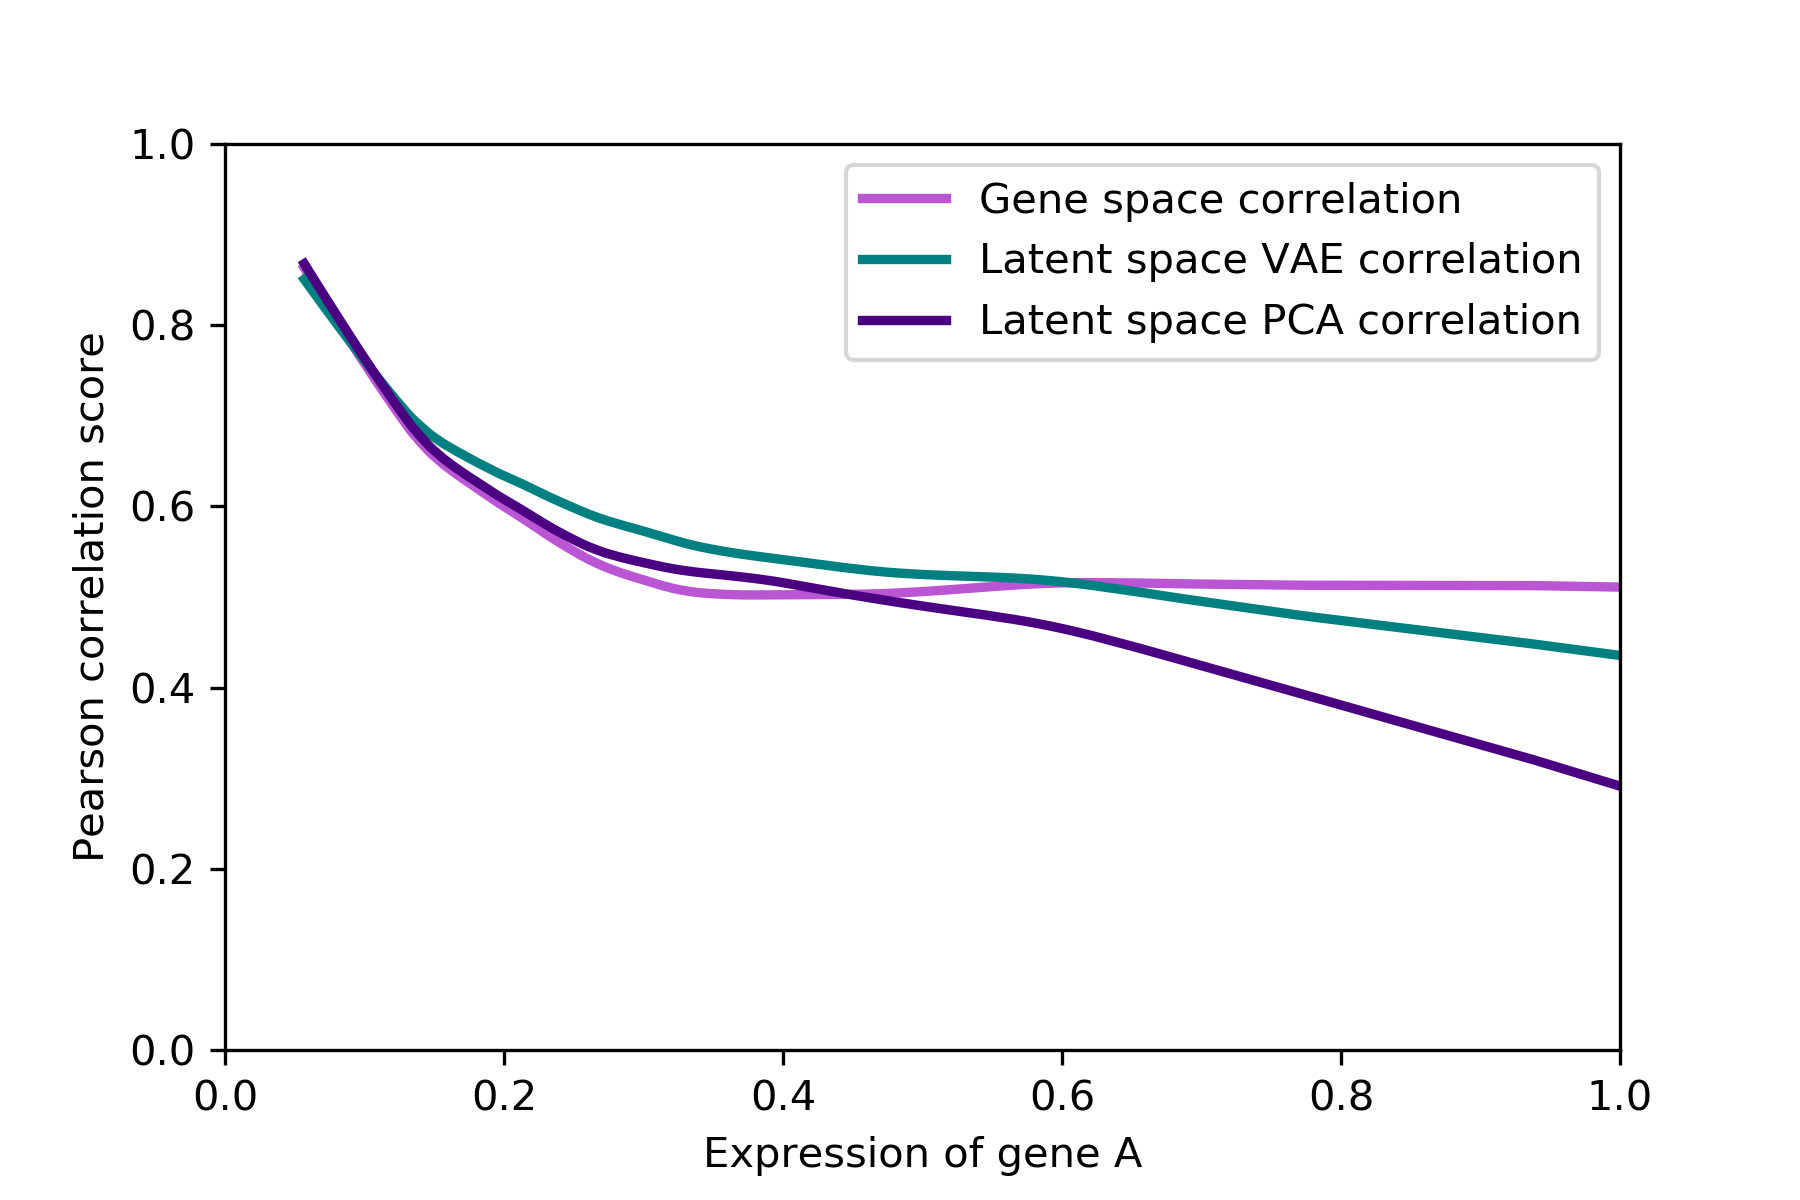 1.0
0.8
0.6
0.4
0.2
0.0
Pearson correlation score
Gene space correlation
Latent space VAE correlation
Latent space PCA correlation
0.0 0.2 0.4 0.6 0.8 1.0
Expression of gene A